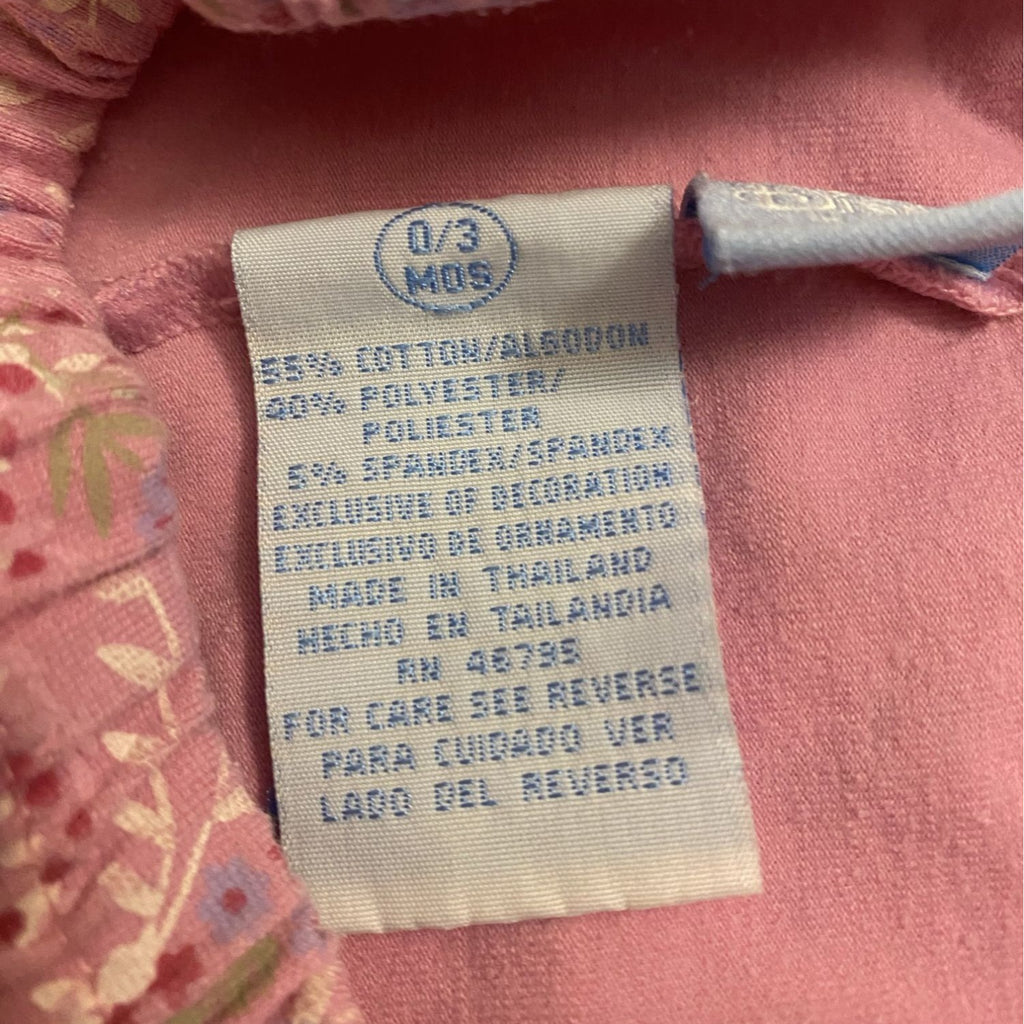 0/3
MOS
55% COTTON/ALGODON
40% POLYESTER/
POLIESTER
5% SPANDEX/SPANDEX
EXCLUSIVE OF DECORATION
EXCLUSIVO DE ORNAMENTO
MADE IN THAILAND
HECHO EN TAILANDIA
RN 46795
FOR CARE SEE REVERSE
PARA CUIDADO VER
LADO DEL REVERSO